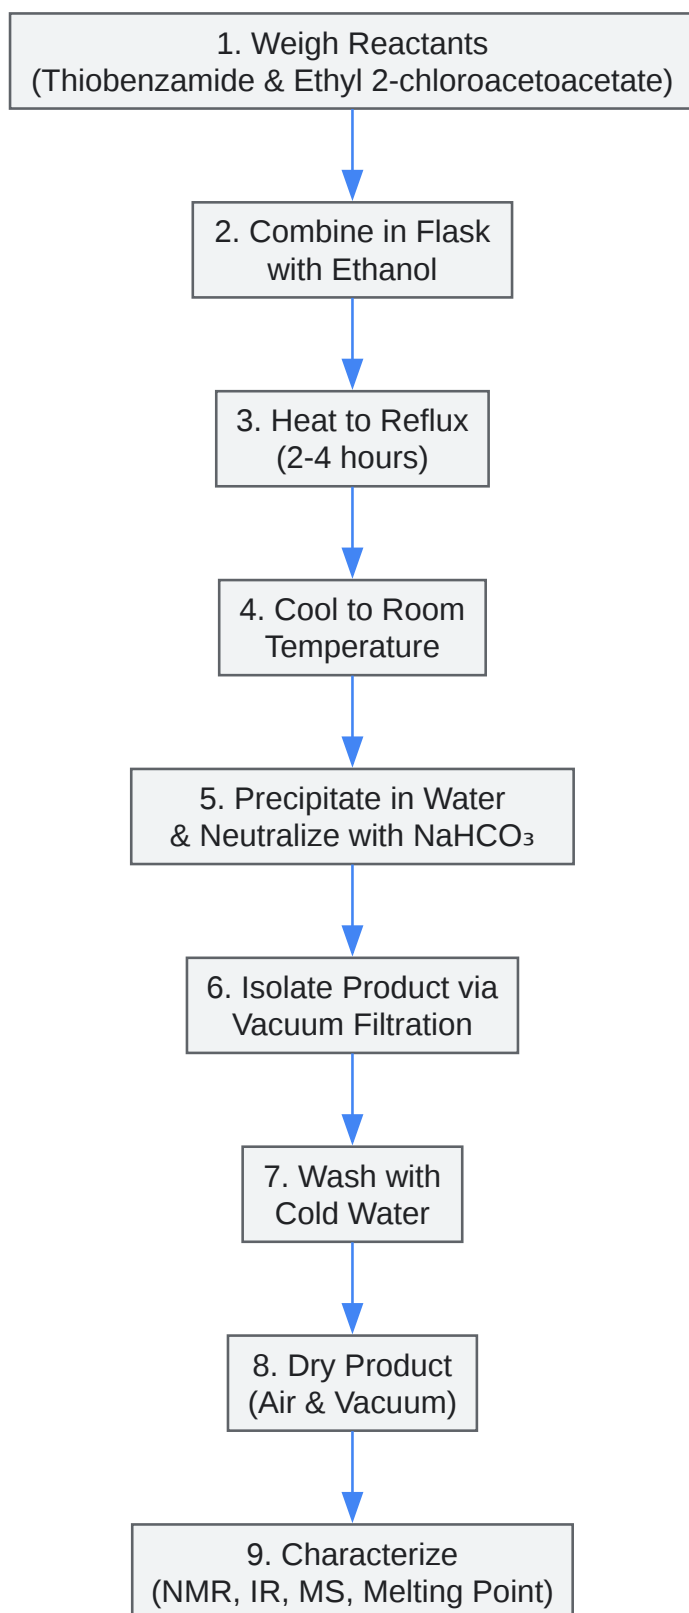 1. Weigh Reactants
(Thiobenzamide & Ethyl 2-chloroacetoacetate)
2. Combine in Flask
with Ethanol
3. Heat to Reflux
(2-4 hours)
4. Cool to Room
Temperature
5. Precipitate in Water
& Neutralize with NaHCO₃
6. Isolate Product via
Vacuum Filtration
7. Wash with
Cold Water
8. Dry Product
(Air & Vacuum)
9. Characterize
(NMR, IR, MS, Melting Point)